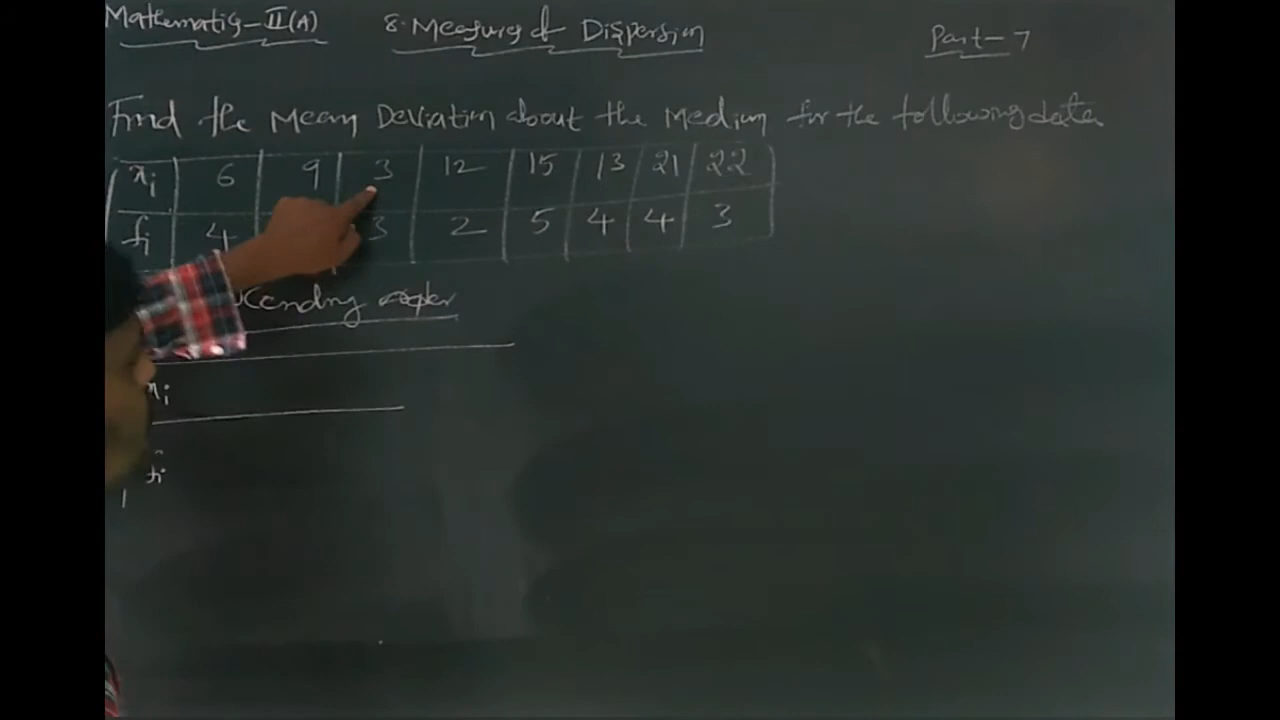 Mathematics-II(A) 8. Measures of Dispersion Part-7
Find the Mean Deviation about the Median for the following data
xi 6 9 3 12 15 13 21 22
fi 4 3 2 5 4 4 3
xi
fi